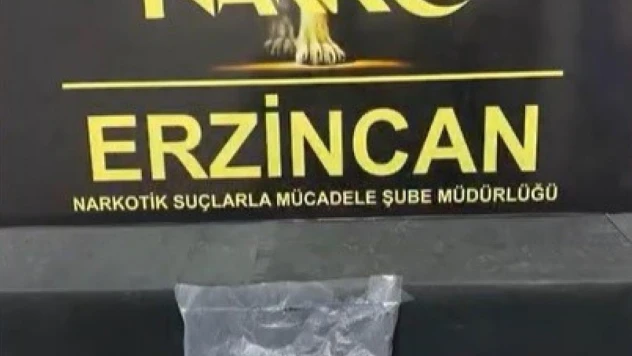 ERZİNCAN
NARKOTİK SUÇLARLA MÜCADELE ŞUBE MÜDÜRLÜĞÜ